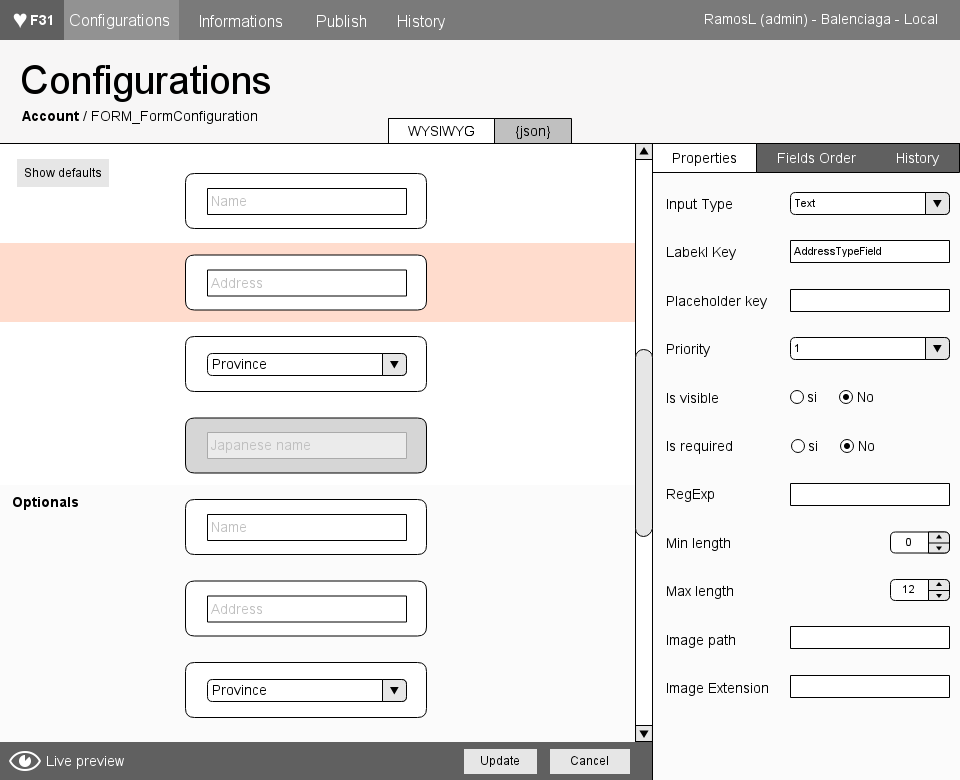 ♥ F31 Configurations Informations Publish History RamosL (admin) - Balenciaga - Local
Configurations
Account / FORM_FormConfiguration
WYSIWYG {json}
Show defaults
Name
Address
Province
Japanese name
Optionals
Name
Address
Province
Properties Fields Order History
Input Type Text
Labekl Key AddressTypeField
Placeholder key
Priority 1
Is visible si No
Is required si No
RegExp
Min length 0
Max length 12
Image path
Image Extension
Live preview Update Cancel